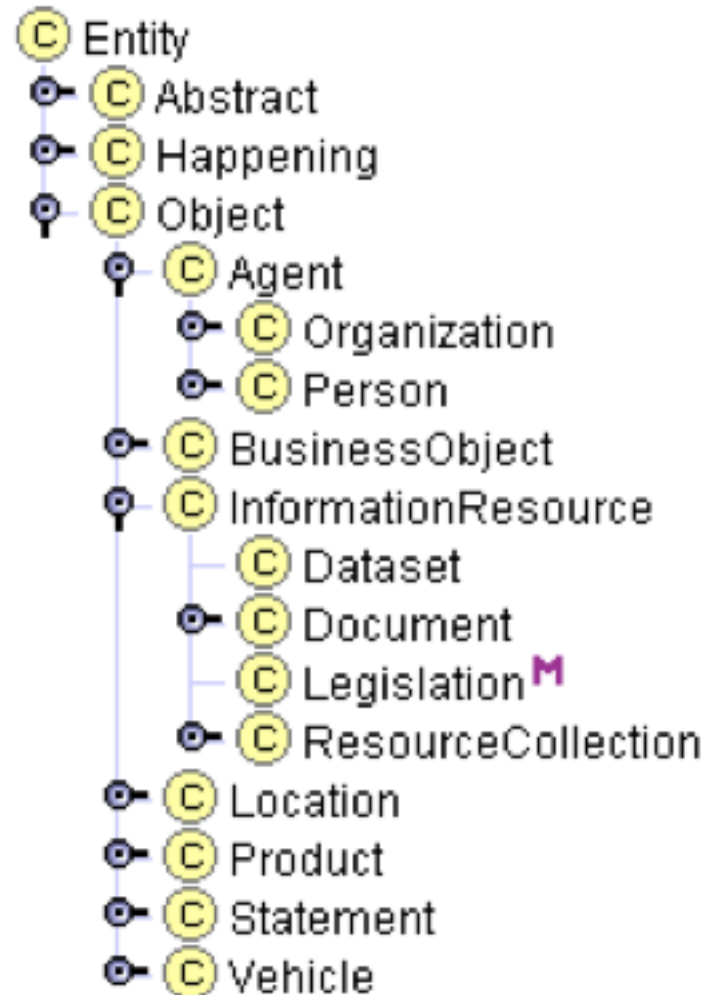 C Entity
C Abstract
C Happening
C Object
C Agent
C Organization
C Person
C BusinessObject
C InformationResource
C Dataset
C Document
C Legislation M
C ResourceCollection
C Location
C Product
C Statement
C Vehicle